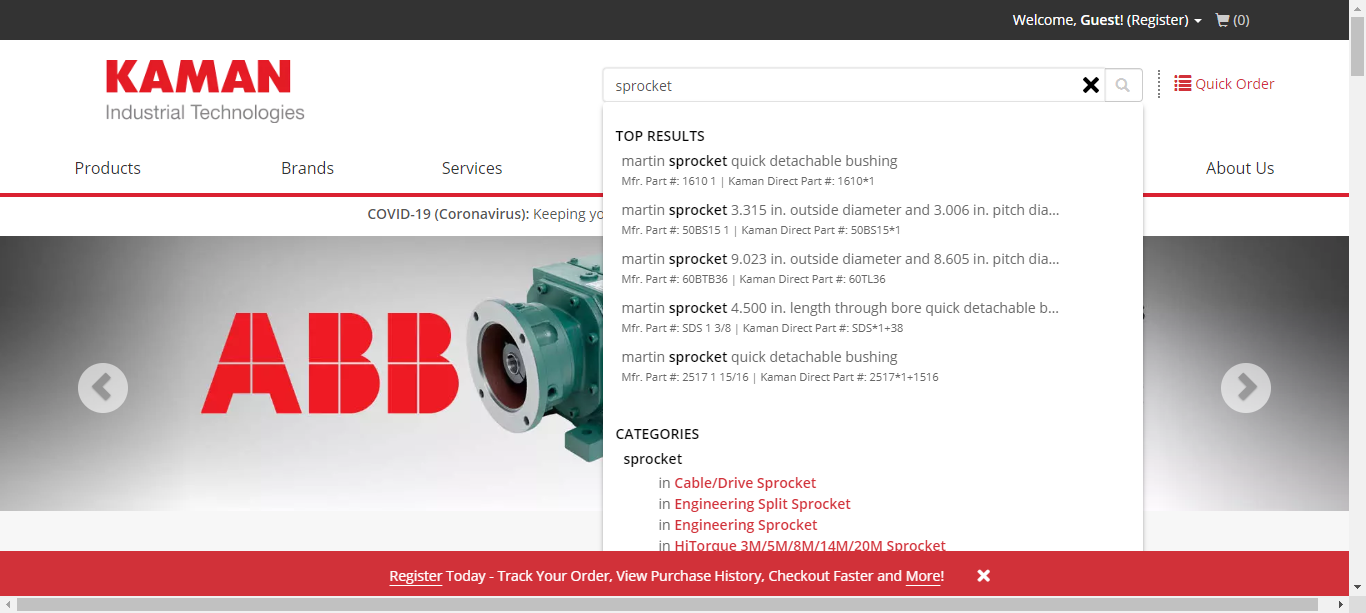 Welcome, Guest! (Register) (0)
KAMAN
Industrial Technologies
sprocket
Quick Order
Products Brands Services About Us
COVID-19 (Coronavirus): Keeping yo
TOP RESULTS
martin sprocket quick detachable bushing
Mfr. Part #: 1610 1 | Kaman Direct Part #: 1610*1
martin sprocket 3.315 in. outside diameter and 3.006 in. pitch dia...
Mfr. Part #: 50BS15 1 | Kaman Direct Part #: 50BS15*1
martin sprocket 9.023 in. outside diameter and 8.605 in. pitch dia...
Mfr. Part #: 60BTB36 | Kaman Direct Part #: 60TL36
martin sprocket 4.500 in. length through bore quick detachable b...
Mfr. Part #: SDS 1 3/8 | Kaman Direct Part #: SDS*1+38
martin sprocket quick detachable bushing
Mfr. Part #: 2517 1 15/16 | Kaman Direct Part #: 2517*1+1516
ABB
CATEGORIES
sprocket
in Cable/Drive Sprocket
in Engineering Split Sprocket
in Engineering Sprocket
in HiTorque 3M/5M/8M/14M/20M Sprocket
Register Today - Track Your Order, View Purchase History, Checkout Faster and More!